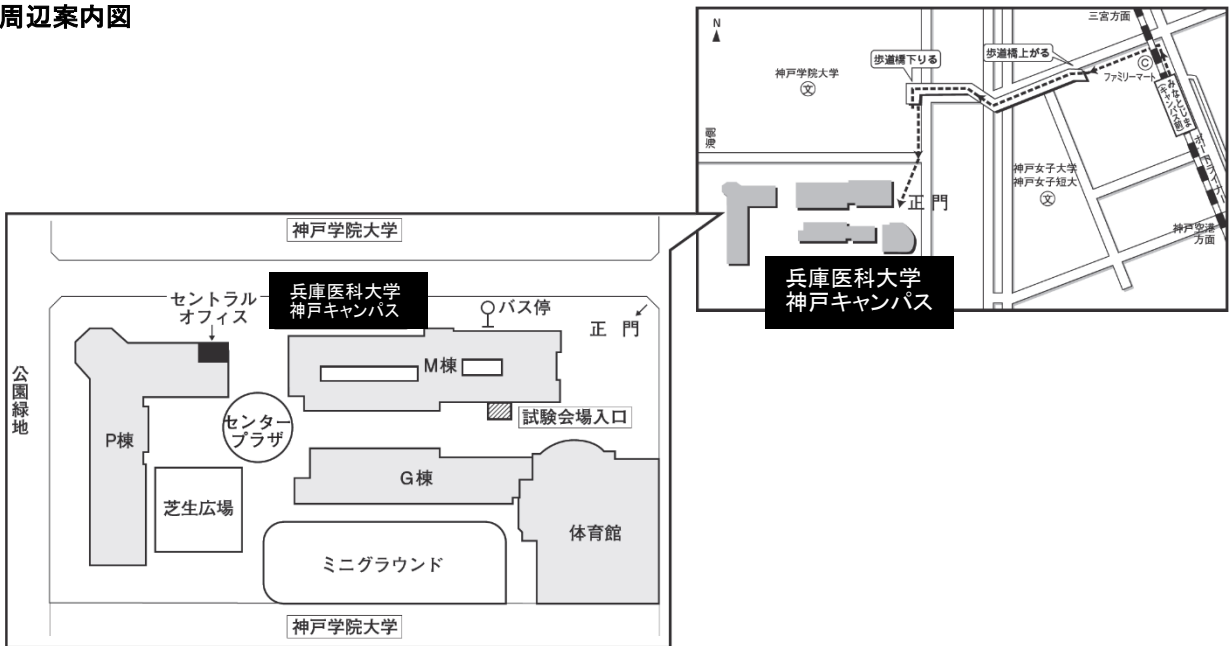 周辺案内図
N
三宮方面
歩道橋下りる
歩道橋上がる
神戸学院大学
文
C
ファミリーマート
みなとじま
(キャンパス前)
ポートライナー
海側
神戸女子大学
神戸女子短大
文
正門
神戸空港
方面
兵庫医科大学
神戸キャンパス
神戸学院大学
兵庫医科大学
神戸キャンパス
セントラル
オフィス
バス停
正門
M棟
公園緑地
試験会場入口
センター
プラザ
P棟
G棟
芝生広場
体育館
ミニグラウンド
神戸学院大学